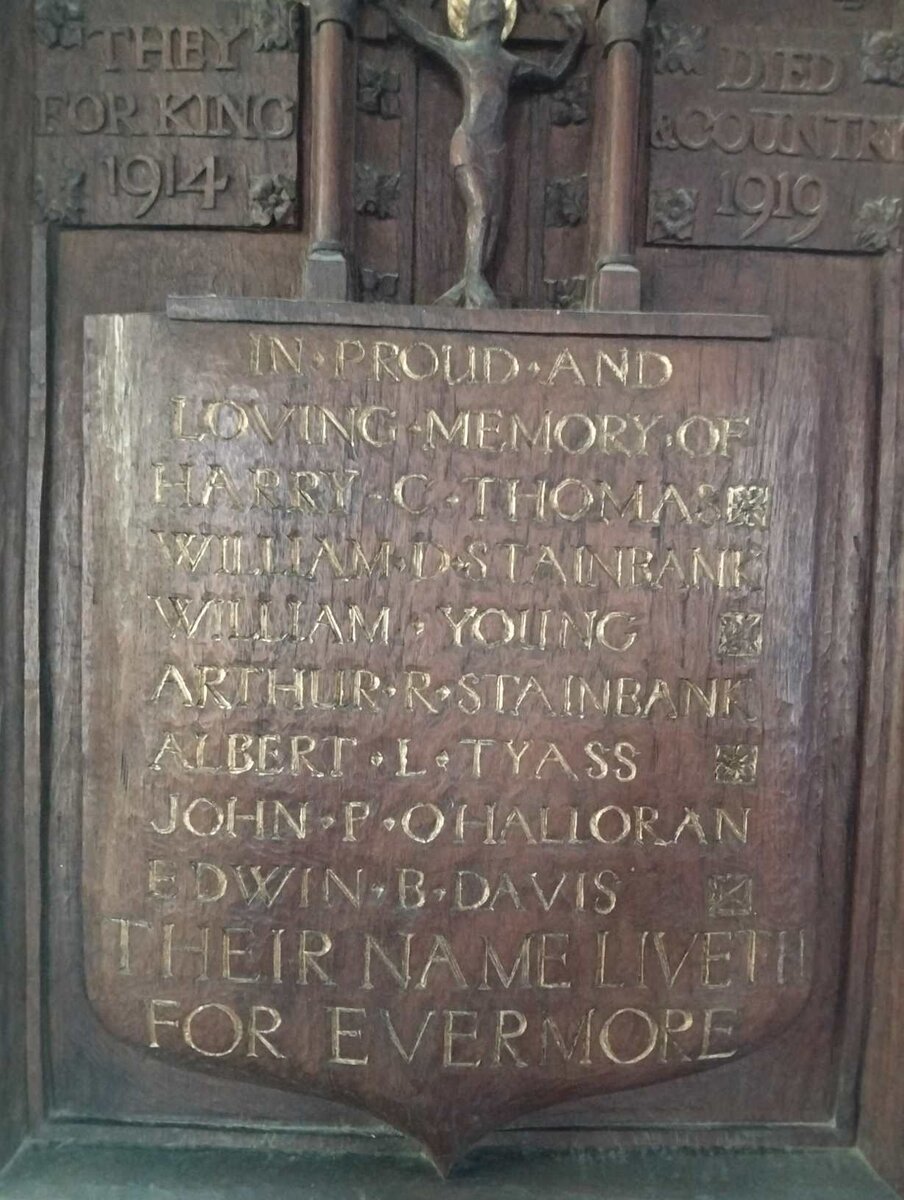 THEY DIED
FOR KING & COUNTRY
1914 1919
IN · PROUD · AND
LOVING · MEMORY · OF
HARRY · C · THOMAS
WILLIAM · D · STAINBANK
WILLIAM · YOUNG
ARTHUR · R · STAINBANK
ALBERT · L · TYASS
JOHN · P · O'HALLORAN
EDWIN · B · DAVIS
THEIR NAME LIVETH
FOR EVERMORE